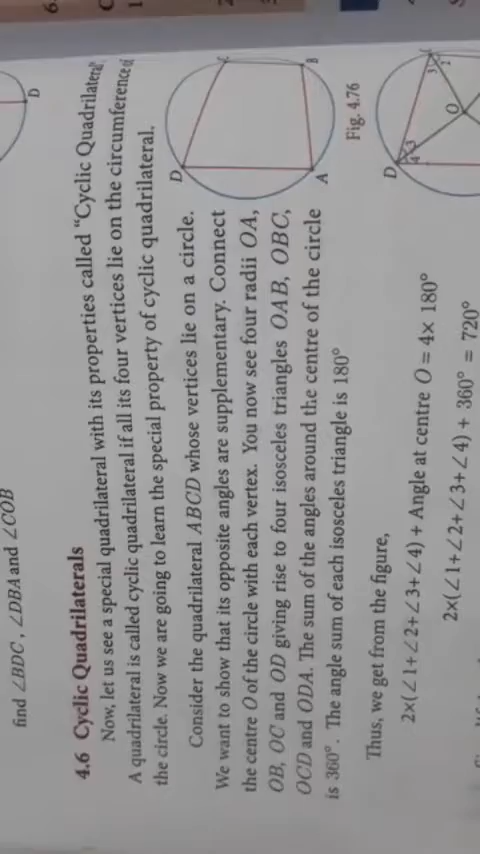 6.
D
find ∠BDC, ∠DBA and ∠COB
4.6 Cyclic Quadrilaterals
Now, let us see a special quadrilateral with its properties called “Cyclic Quadrilateral”.
A quadrilateral is called cyclic quadrilateral if all its four vertices lie on the circumference of
the circle. Now we are going to learn the special property of cyclic quadrilateral.
Consider the quadrilateral ABCD whose vertices lie on a circle.
We want to show that its opposite angles are supplementary. Connect
the centre O of the circle with each vertex. You now see four radii OA,
OB, OC and OD giving rise to four isosceles triangles OAB, OBC,
OCD and ODA. The sum of the angles around the centre of the circle
is 360°. The angle sum of each isosceles triangle is 180°
D
C
A
B
Fig. 4.76
Thus, we get from the figure,
2×(∠1+∠2+∠3+∠4) + Angle at centre O = 4× 180°
2×(∠1+∠2+∠3+∠4) + 360° = 720°
D
O
3
4